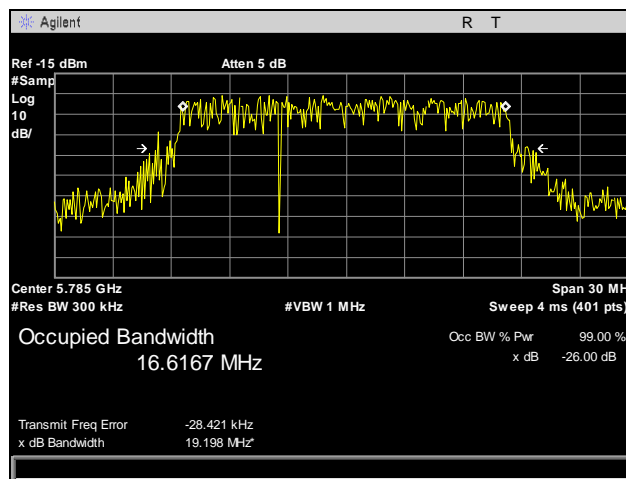 Agilent R T
Ref -15 dBm Atten 5 dB
#Samp
Log
10
dB/
Center 5.785 GHz Span 30 MH
#Res BW 300 kHz #VBW 1 MHz Sweep 4 ms (401 pts)
Occupied Bandwidth Occ BW % Pwr 99.00 %
16.6167 MHz x dB -26.00 dB
Transmit Freq Error -28.421 kHz
x dB Bandwidth 19.198 MHz*